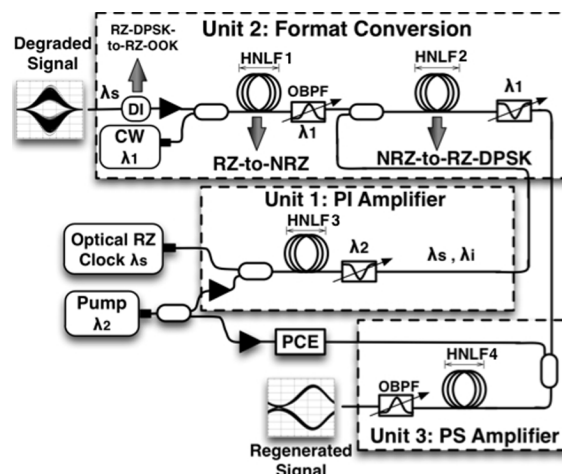 Unit 2: Format Conversion
Degraded
Signal
RZ-DPSK-
to-RZ-OOK
λs
DI
CW
λ1
HNLF1
OBPF
λ1
HNLF2
λ1
RZ-to-NRZ
NRZ-to-RZ-DPSK
Unit 1: PI Amplifier
HNLF3
Optical RZ
Clock λs
λ2
λs , λi
Pump
λ2
PCE
HNLF4
OBPF
Regenerated
Signal
Unit 3: PS Amplifier